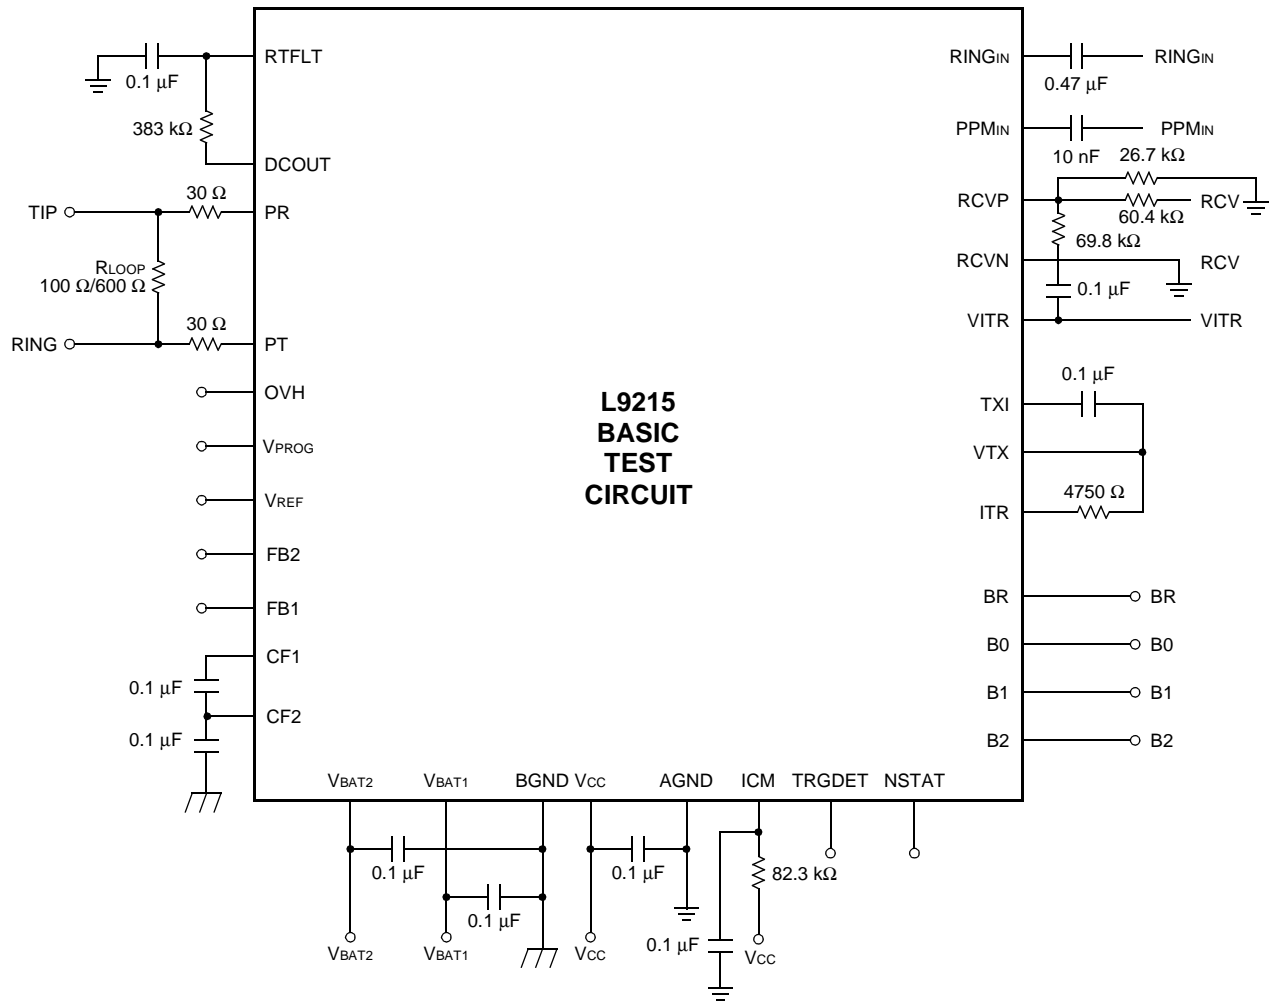 RTFLT
0.1 µF
383 kΩ
DCOUT
30 Ω
TIP
PR
RLOOP
100 Ω/600 Ω
30 Ω
RING
PT
OVH
VPROG
VREF
FB2
FB1
CF1
0.1 µF
CF2
0.1 µF
L9215
BASIC
TEST
CIRCUIT
RINGIN
RINGIN
0.47 µF
PPMIN
PPMIN
10 nF
26.7 kΩ
RCVP
RCV
60.4 kΩ
69.8 kΩ
RCVN
RCV
0.1 µF
VITR
VITR
0.1 µF
TXI
VTX
4750 Ω
ITR
BR
BR
B0
B0
B1
B1
B2
B2
VBAT2
VBAT1
BGND
VCC
AGND
ICM
TRGDET
NSTAT
0.1 µF
0.1 µF
82.3 kΩ
0.1 µF
0.1 µF
VBAT2
VBAT1
VCC
VCC